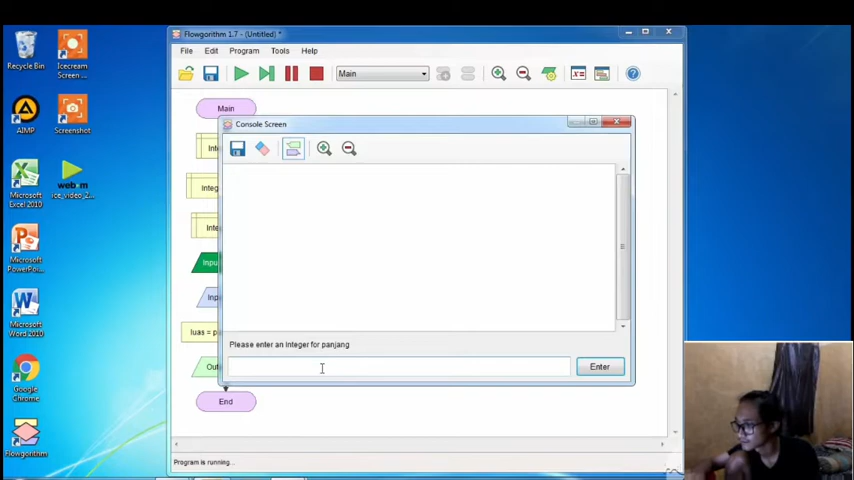 Recycle Bin
Icecream
Screen ...
AIMP
Screenshot
Microsoft
Excel 2010
ice_video_2...
Microsoft
PowerPoi...
Microsoft
Word 2010
Google
Chrome
Flowgorithm
Flowgorithm 1.7 - (Untitled) *
File Edit Program Tools Help
Main
Main
Console Screen
Please enter an integer for panjang
Enter
luas = p
End
Program is running...